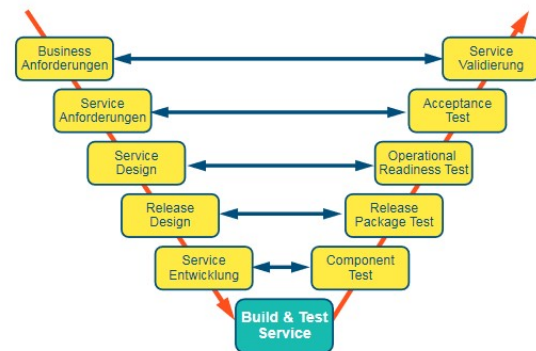 Business
Anforderungen
Service
Validierung
Service
Anforderungen
Acceptance
Test
Service
Design
Operational
Readiness Test
Release
Design
Release
Package Test
Service
Entwicklung
Component
Test
Build & Test
Service